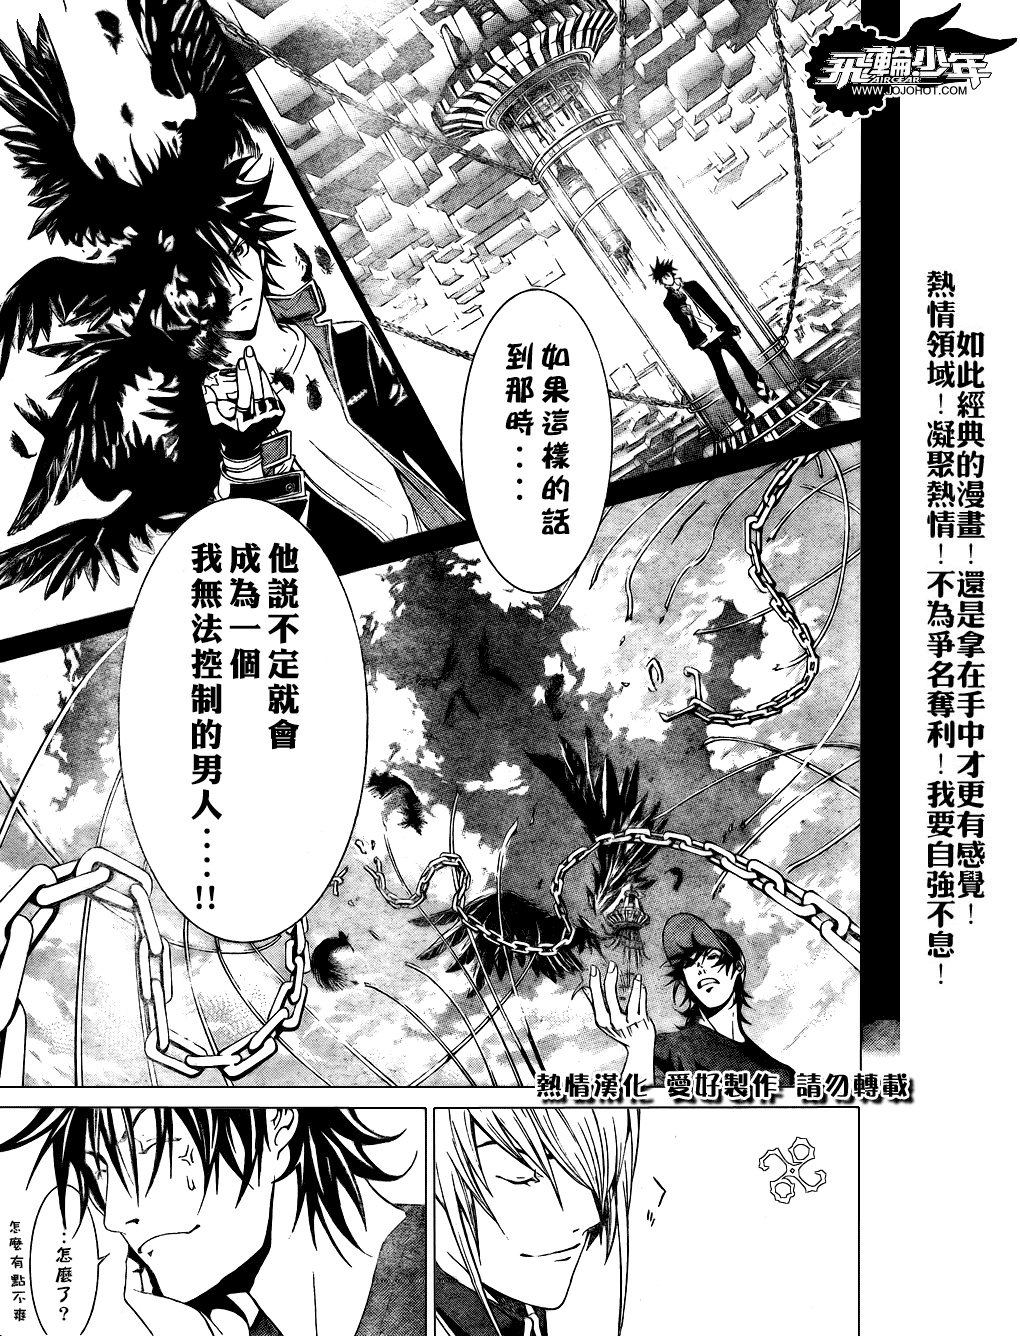 飛輪少年
AIRGEAR
WWW.JOJOHOT.COM
如此經典的漫畫！還是拿在手中才更有感覺！
熱情領域！凝聚熱情！不為爭名奪利！我要自強不息！
如果這樣的話
到那時‥‥
他說不定就會
成為一個
我無法控制的男人‥‥!!
熱情漢化 愛好製作 請勿轉載
‥怎麼了？
怎麼有點不爽